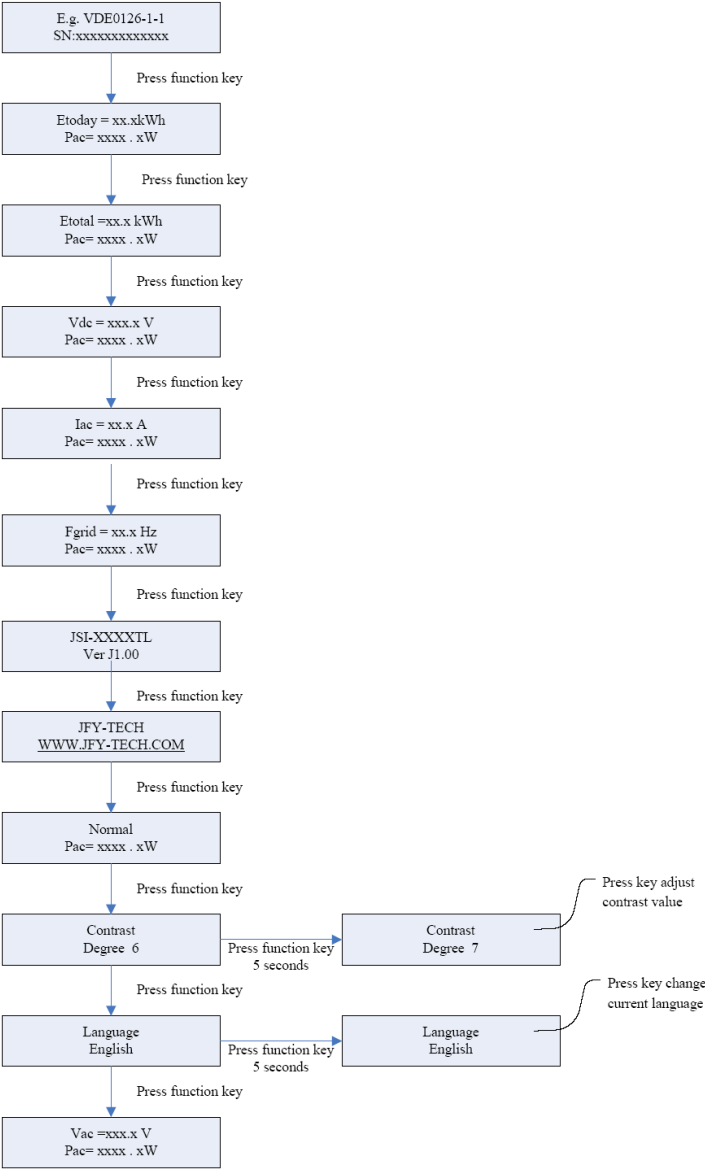 E.g. VDE0126-1-1
SN:xxxxxxxxxxxxx
Press function key
Etoday = xx.xkWh
Pac= xxxx . xW
Press function key
Etotal =xx.x kWh
Pac= xxxx . xW
Press function key
Vdc = xxx.x V
Pac= xxxx . xW
Press function key
Iac = xx.x A
Pac= xxxx . xW
Press function key
Fgrid = xx.x Hz
Pac= xxxx . xW
Press function key
JSI-XXXXTL
Ver J1.00
Press function key
JFY-TECH
WWW.JFY-TECH.COM
Press function key
Normal
Pac= xxxx . xW
Press function key
Contrast
Degree 6
Press function key
5 seconds
Contrast
Degree 7
Press key adjust
contrast value
Press function key
Language
English
Press function key
5 seconds
Language
English
Press key change
current language
Press function key
Vac =xxx.x V
Pac= xxxx . xW